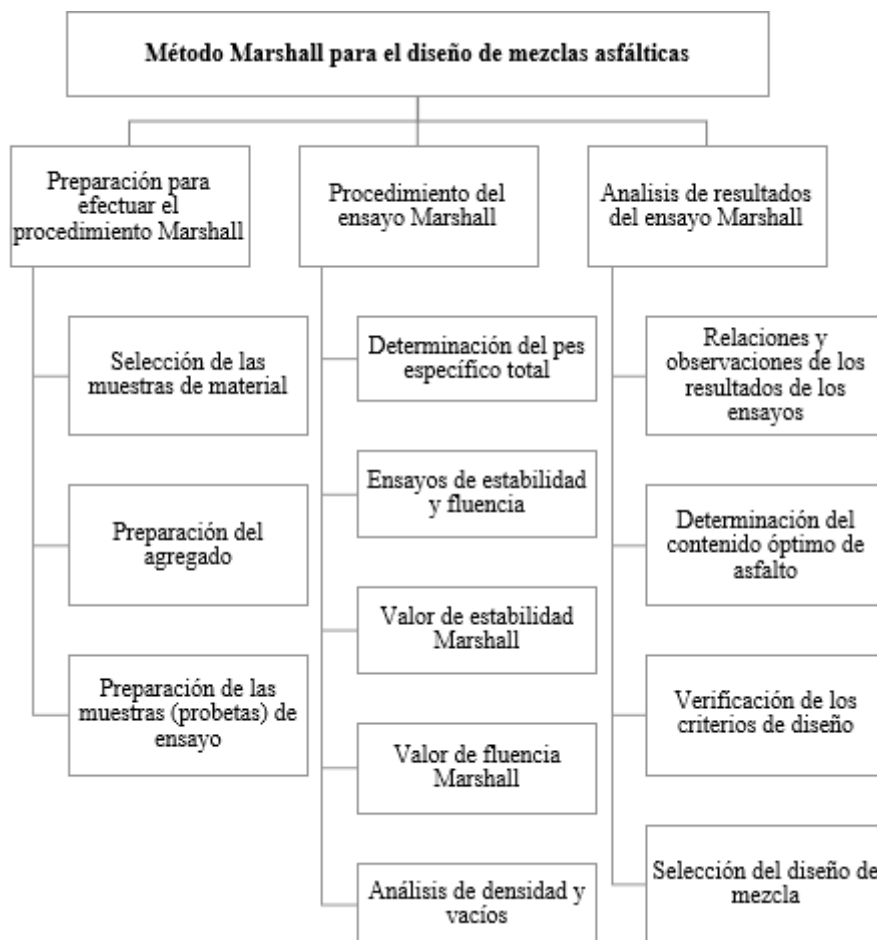 Método Marshall para el diseño de mezclas asfálticas
Preparación para
efectuar el
procedimiento Marshall
Selección de las
muestras de material
Preparación del
agregado
Preparación de las
muestras (probetas) de
ensayo
Procedimiento del
ensayo Marshall
Determinación del pes
específico total
Ensayos de estabilidad
y fluencia
Valor de estabilidad
Marshall
Valor de fluencia
Marshall
Análisis de densidad y
vacíos
Analisis de resultados
del ensayo Marshall
Relaciones y
observaciones de los
resultados de los
ensayos
Determinación del
contenido óptimo de
asfalto
Verificación de los
criterios de diseño
Selección del diseño de
mezcla